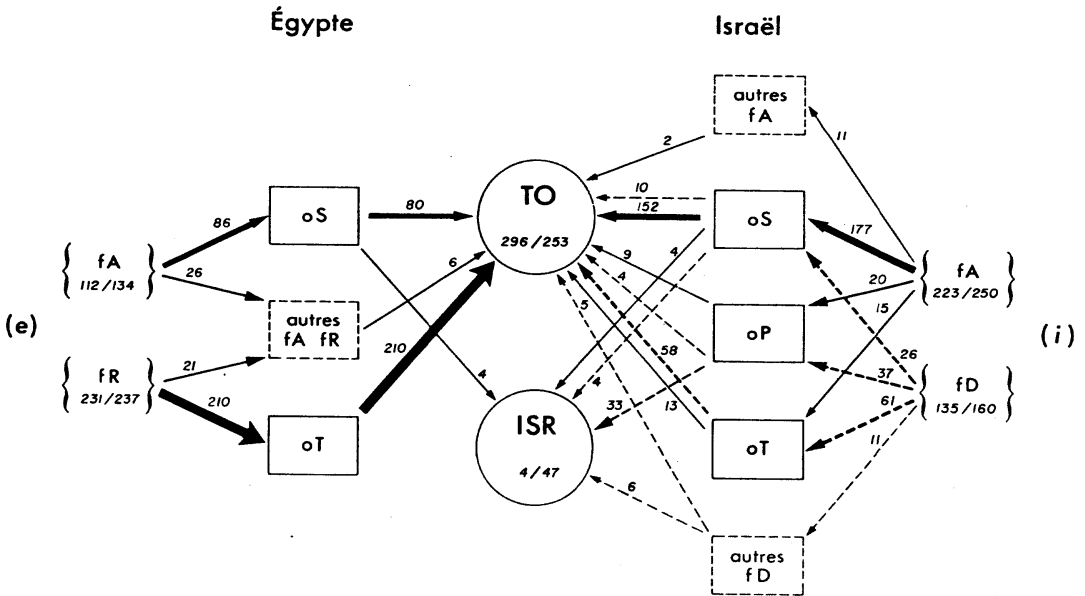 Égypte
Israël
autres
fA
11
2
TO
296/253
10
152
oS
80
oS
86
177
4
{ fA }
112/134
26
9
6
4
20
{ fA }
223/250
15
(e)
autres
fA fR
5
oP
(i)
210
58
26
21
4
4
37
{ fR }
231/237
{ fD }
135/160
210
33
13
61
oT
ISR
4/47
oT
11
6
autres
fD